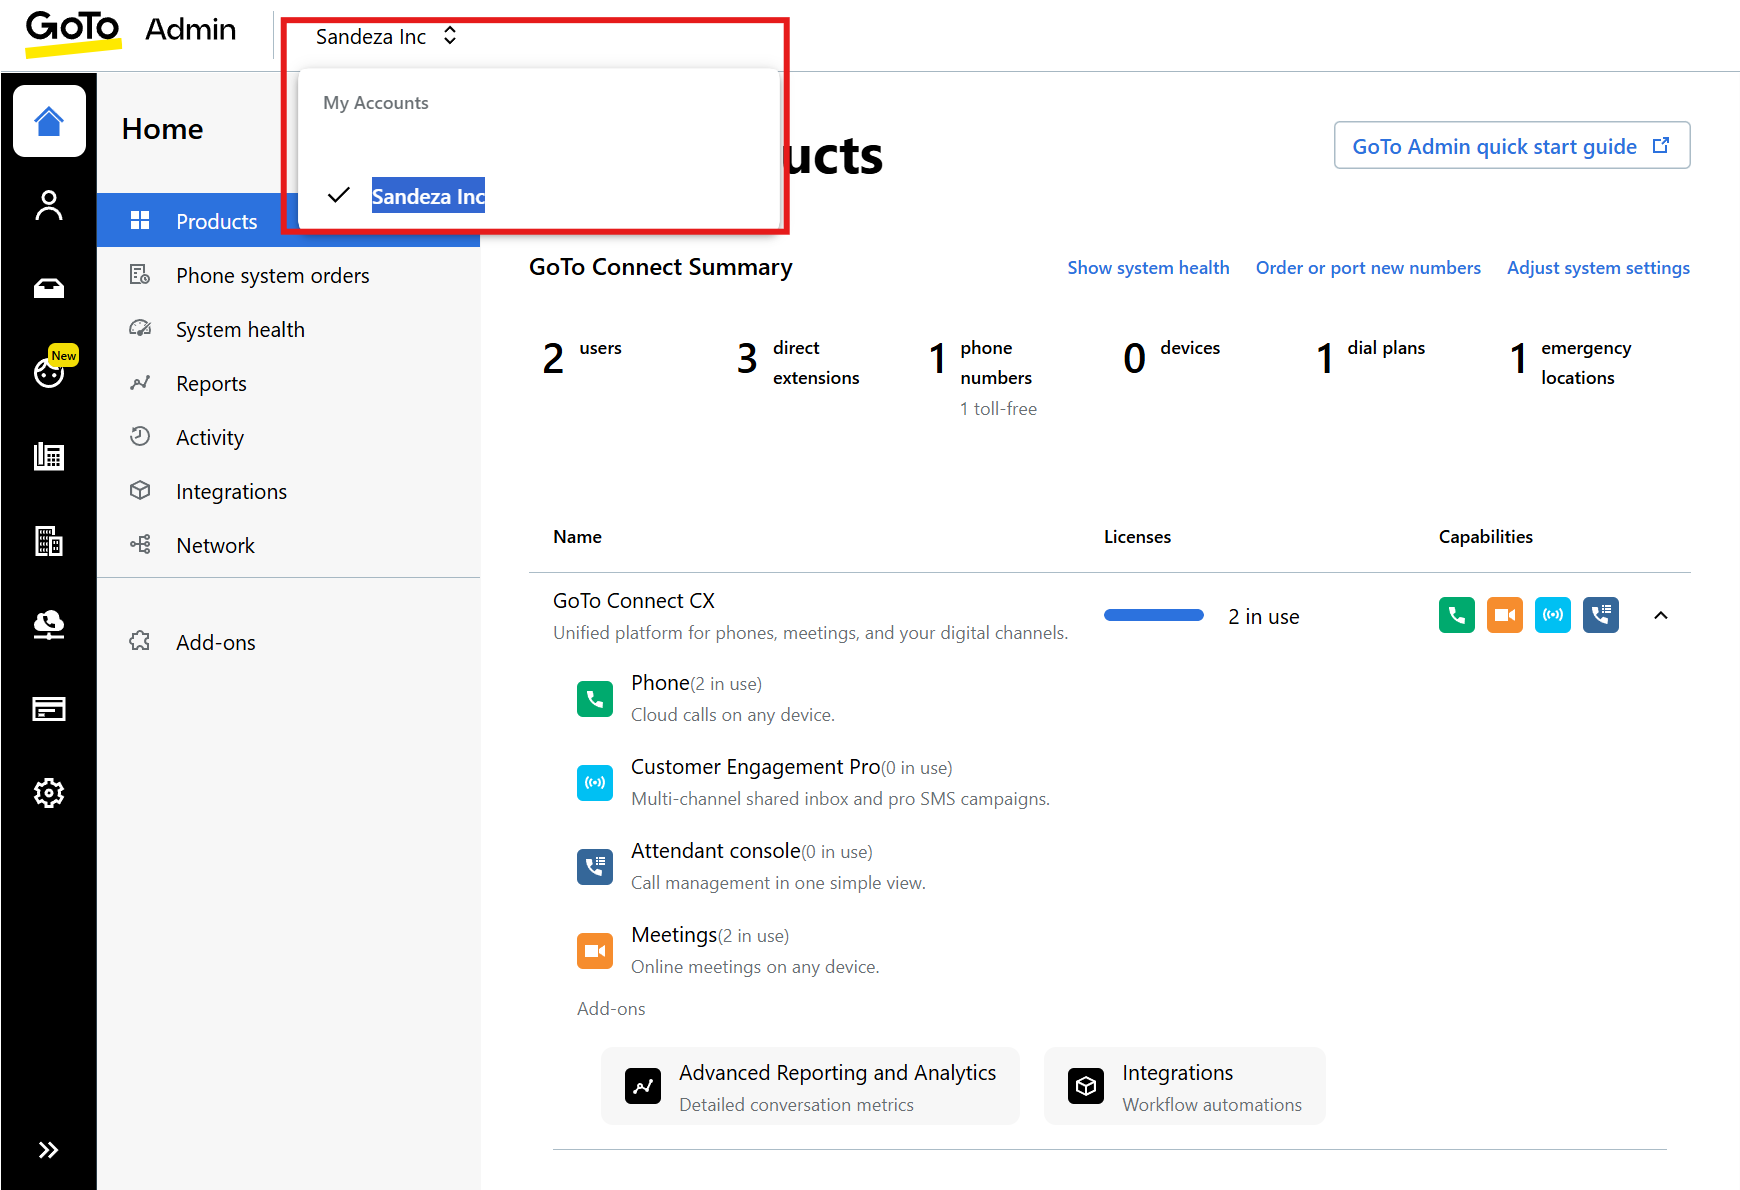 GoTo Admin
Sandeza Inc
My Accounts
Sandeza Inc
Home
Products
Phone system orders
System health
Reports
Activity
Integrations
Network
Add-ons
New
ucts
GoTo Admin quick start guide
GoTo Connect Summary
Show system health
Order or port new numbers
Adjust system settings
2 users
3 direct extensions
1 phone numbers
1 toll-free
0 devices
1 dial plans
1 emergency locations
Name Licenses Capabilities
GoTo Connect CX
Unified platform for phones, meetings, and your digital channels.
2 in use
Phone(2 in use)
Cloud calls on any device.
Customer Engagement Pro(0 in use)
Multi-channel shared inbox and pro SMS campaigns.
Attendant console(0 in use)
Call management in one simple view.
Meetings(2 in use)
Online meetings on any device.
Add-ons
Advanced Reporting and Analytics
Detailed conversation metrics
Integrations
Workflow automations